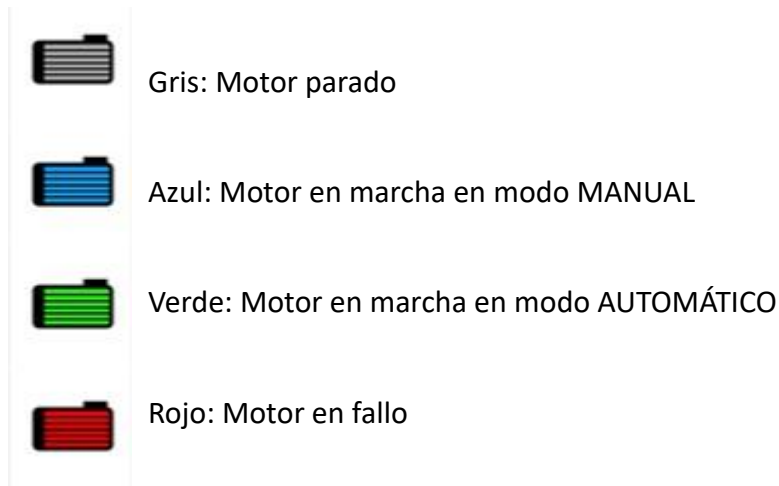 Gris: Motor parado
Azul: Motor en marcha en modo MANUAL
Verde: Motor en marcha en modo AUTOMÁTICO
Rojo: Motor en fallo